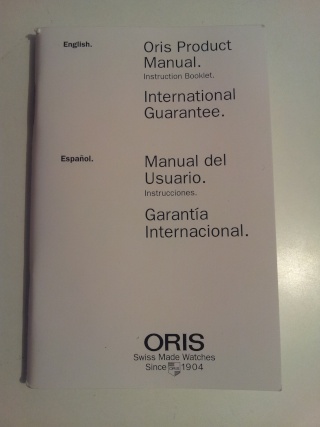 English.
Oris Product
Manual.
Instruction Booklet.
International
Guarantee.
Español.
Manual del
Usuario.
Instrucciones.
Garantía
Internacional.
ORIS
Swiss Made Watches
Since ORIS 1904